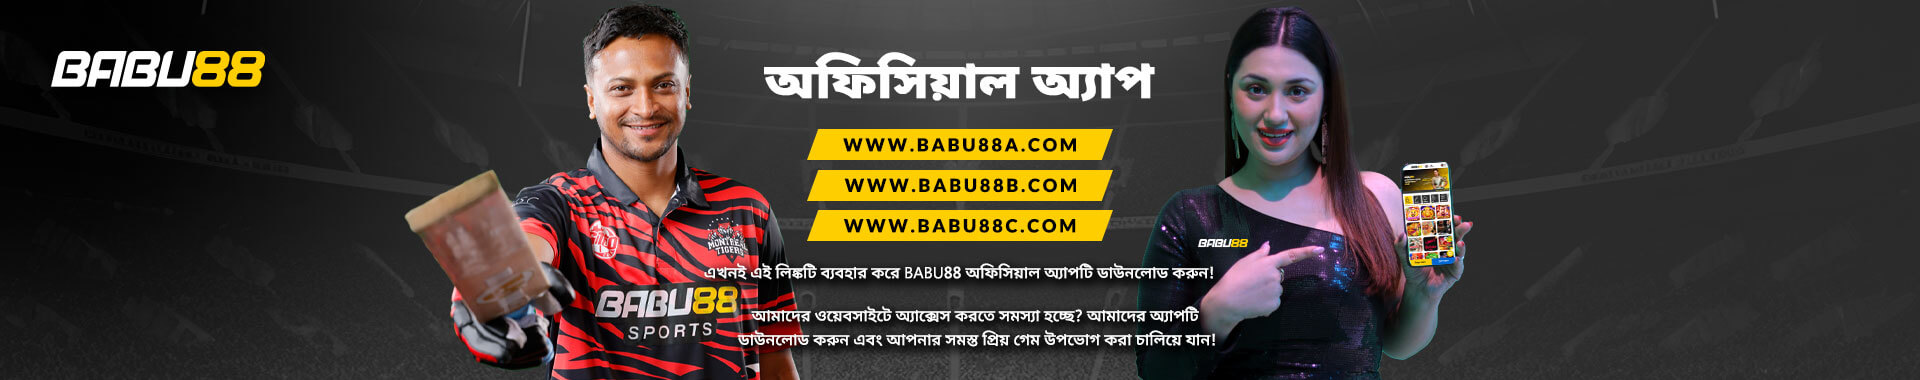 BABU88
অফিসিয়াল অ্যাপ
WWW.BABU88A.COM
WWW.BABU88B.COM
WWW.BABU88C.COM
এখনই এই লিঙ্কটি ব্যবহার করে BABU88 অফিসিয়াল অ্যাপটি ডাউনলোড করুন!
আমাদের ওয়েবসাইটে অ্যাক্সেস করতে সমস্যা হচ্ছে? আমাদের অ্যাপটি
ডাউনলোড করুন এবং আপনার সমস্ত প্রিয় গেম উপভোগ করা চালিয়ে যান!
MONTREAL
TIGERS
BABU88
SPORTS
BABU88